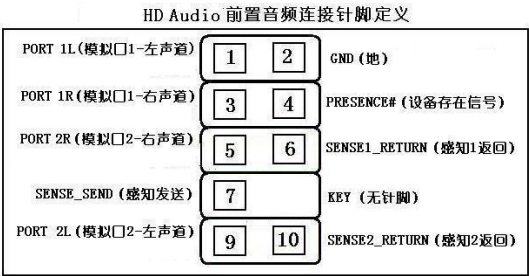 HD Audio 前置音频连接针脚定义
PORT 1L(模拟口1-左声道) 1 2 GND(地)
PORT 1R(模拟口1-右声道) 3 4 PRESENCE#(设备存在信号)
PORT 2R(模拟口2-右声道) 5 6 SENSE1_RETURN(感知1返回)
SENSE_SEND(感知发送) 7 KEY(无针脚)
PORT 2L(模拟口2-左声道) 9 10 SENSE2_RETURN(感知2返回)